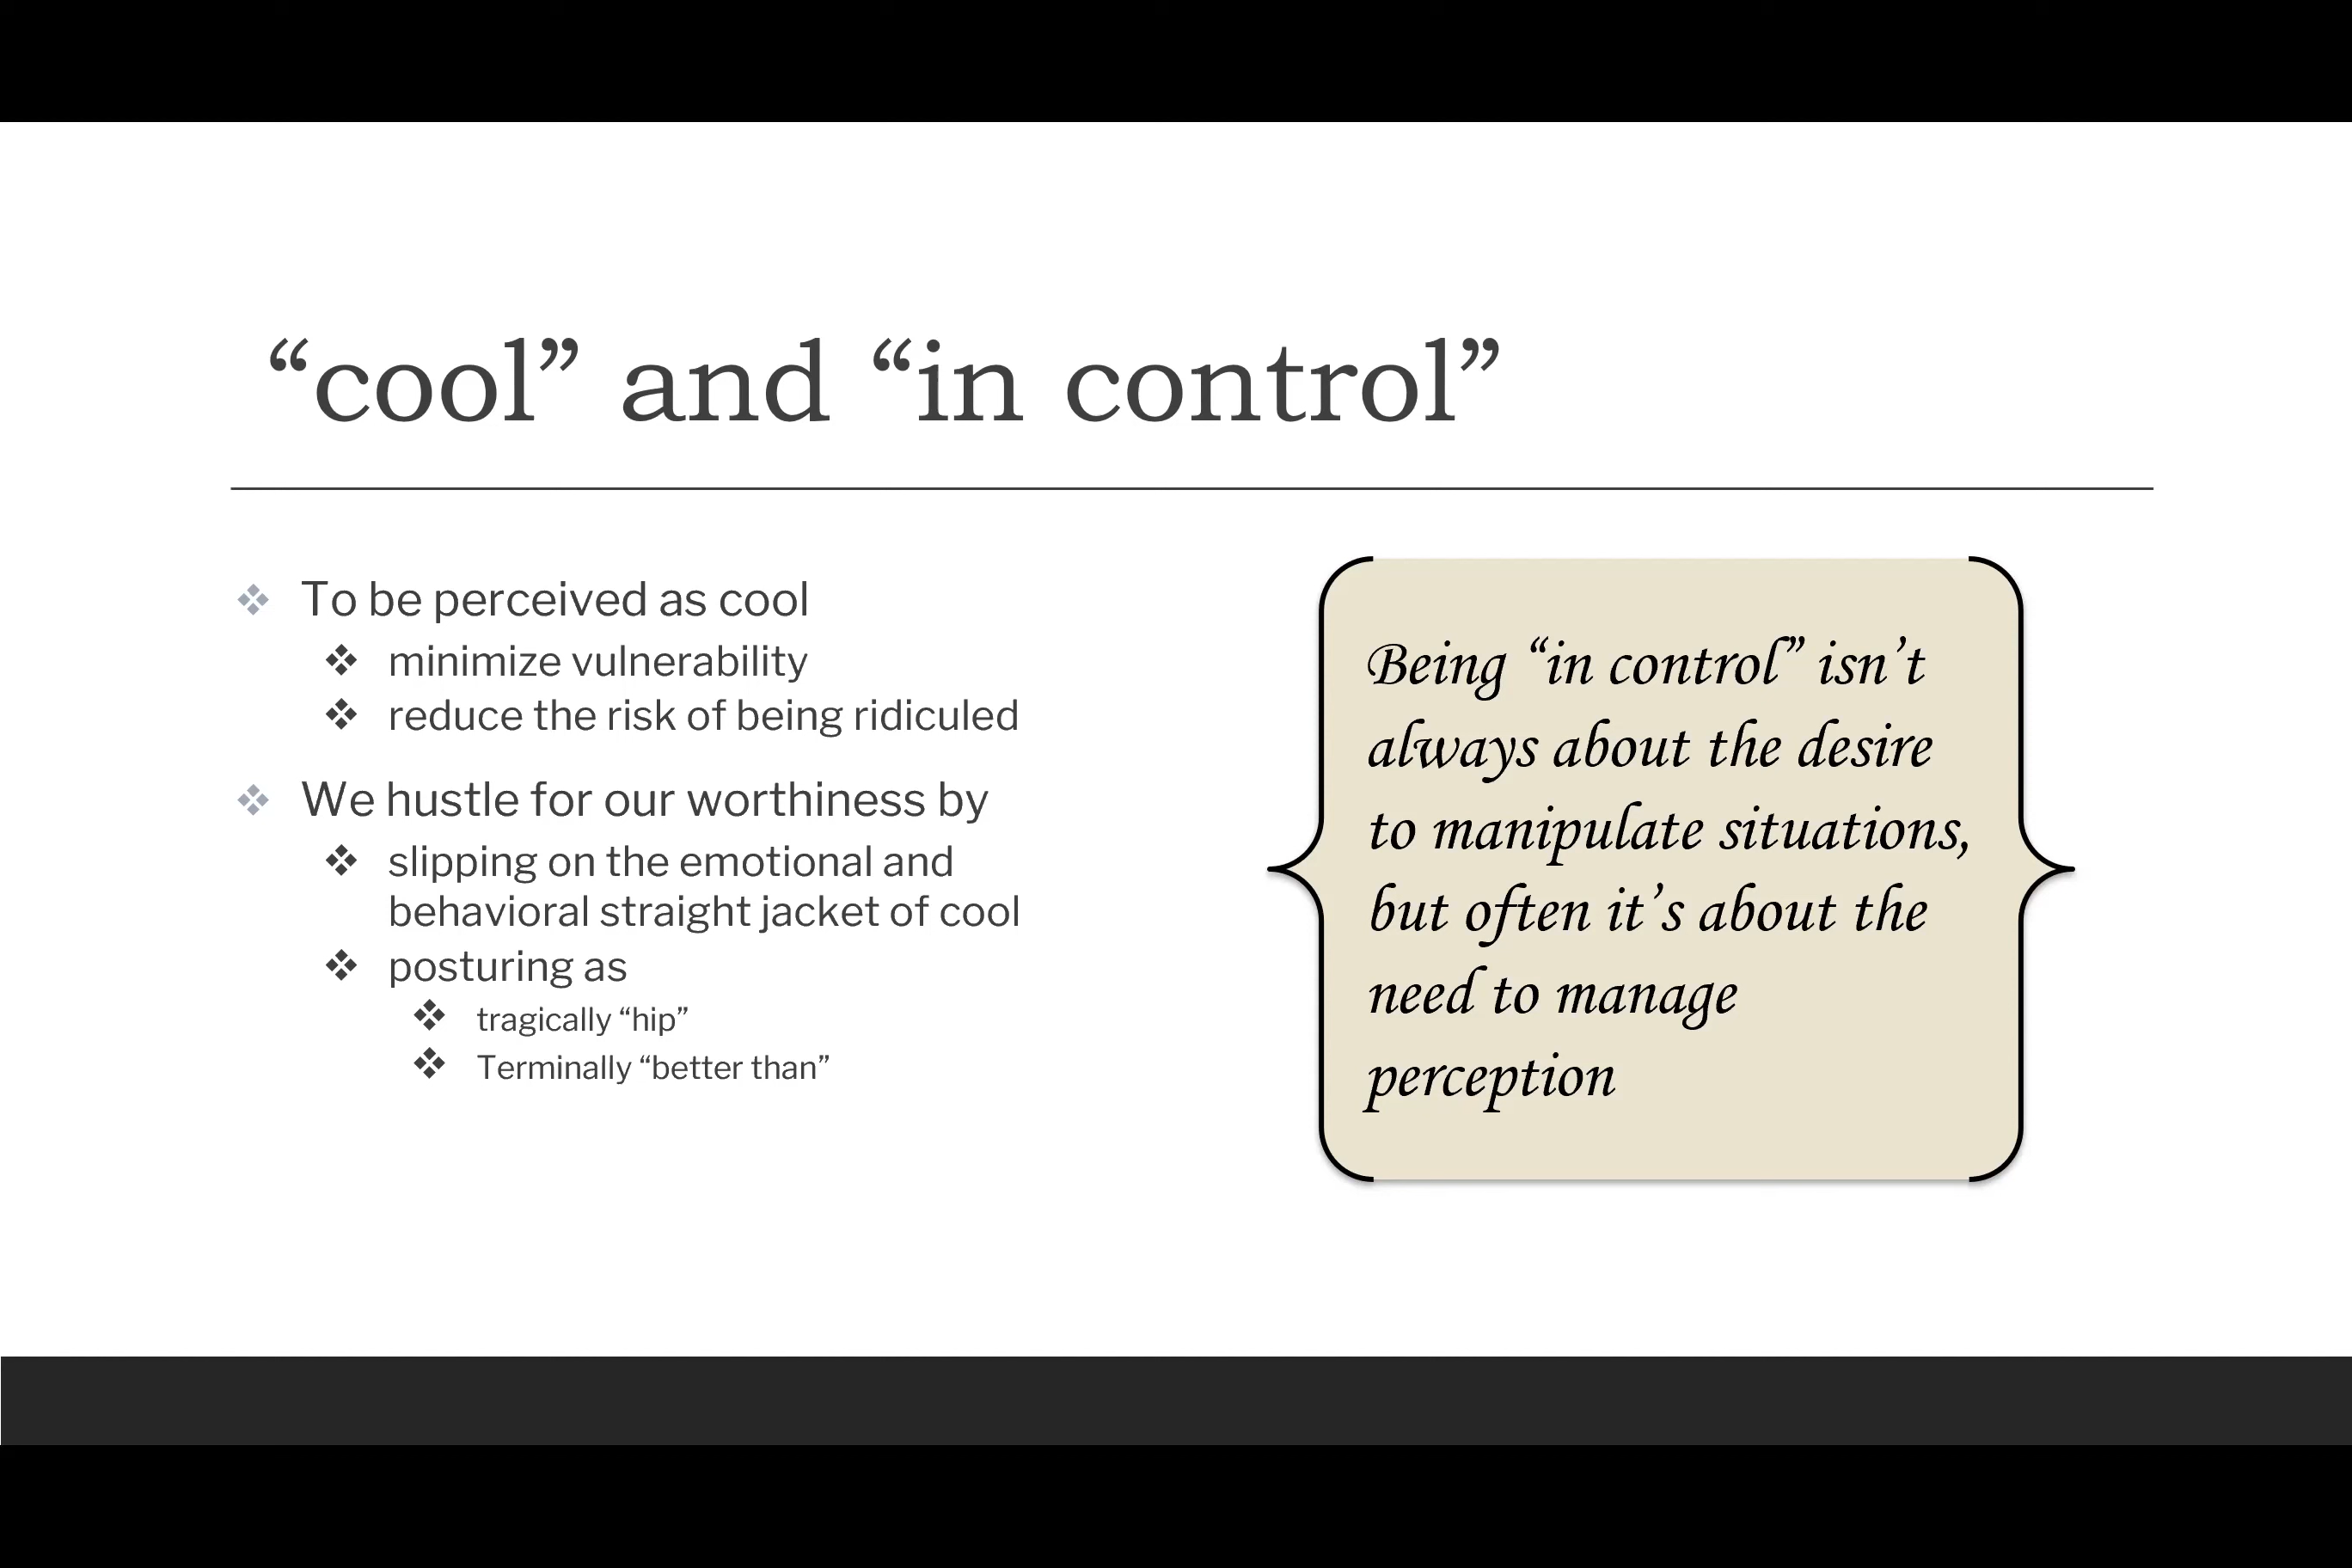 “cool” and “in control”
To be perceived as cool
minimize vulnerability
reduce the risk of being ridiculed
We hustle for our worthiness by
slipping on the emotional and
behavioral straight jacket of cool
posturing as
tragically “hip”
Terminally “better than”
Being “in control” isn’t
always about the desire
to manipulate situations,
but often it’s about the
need to manage
perception